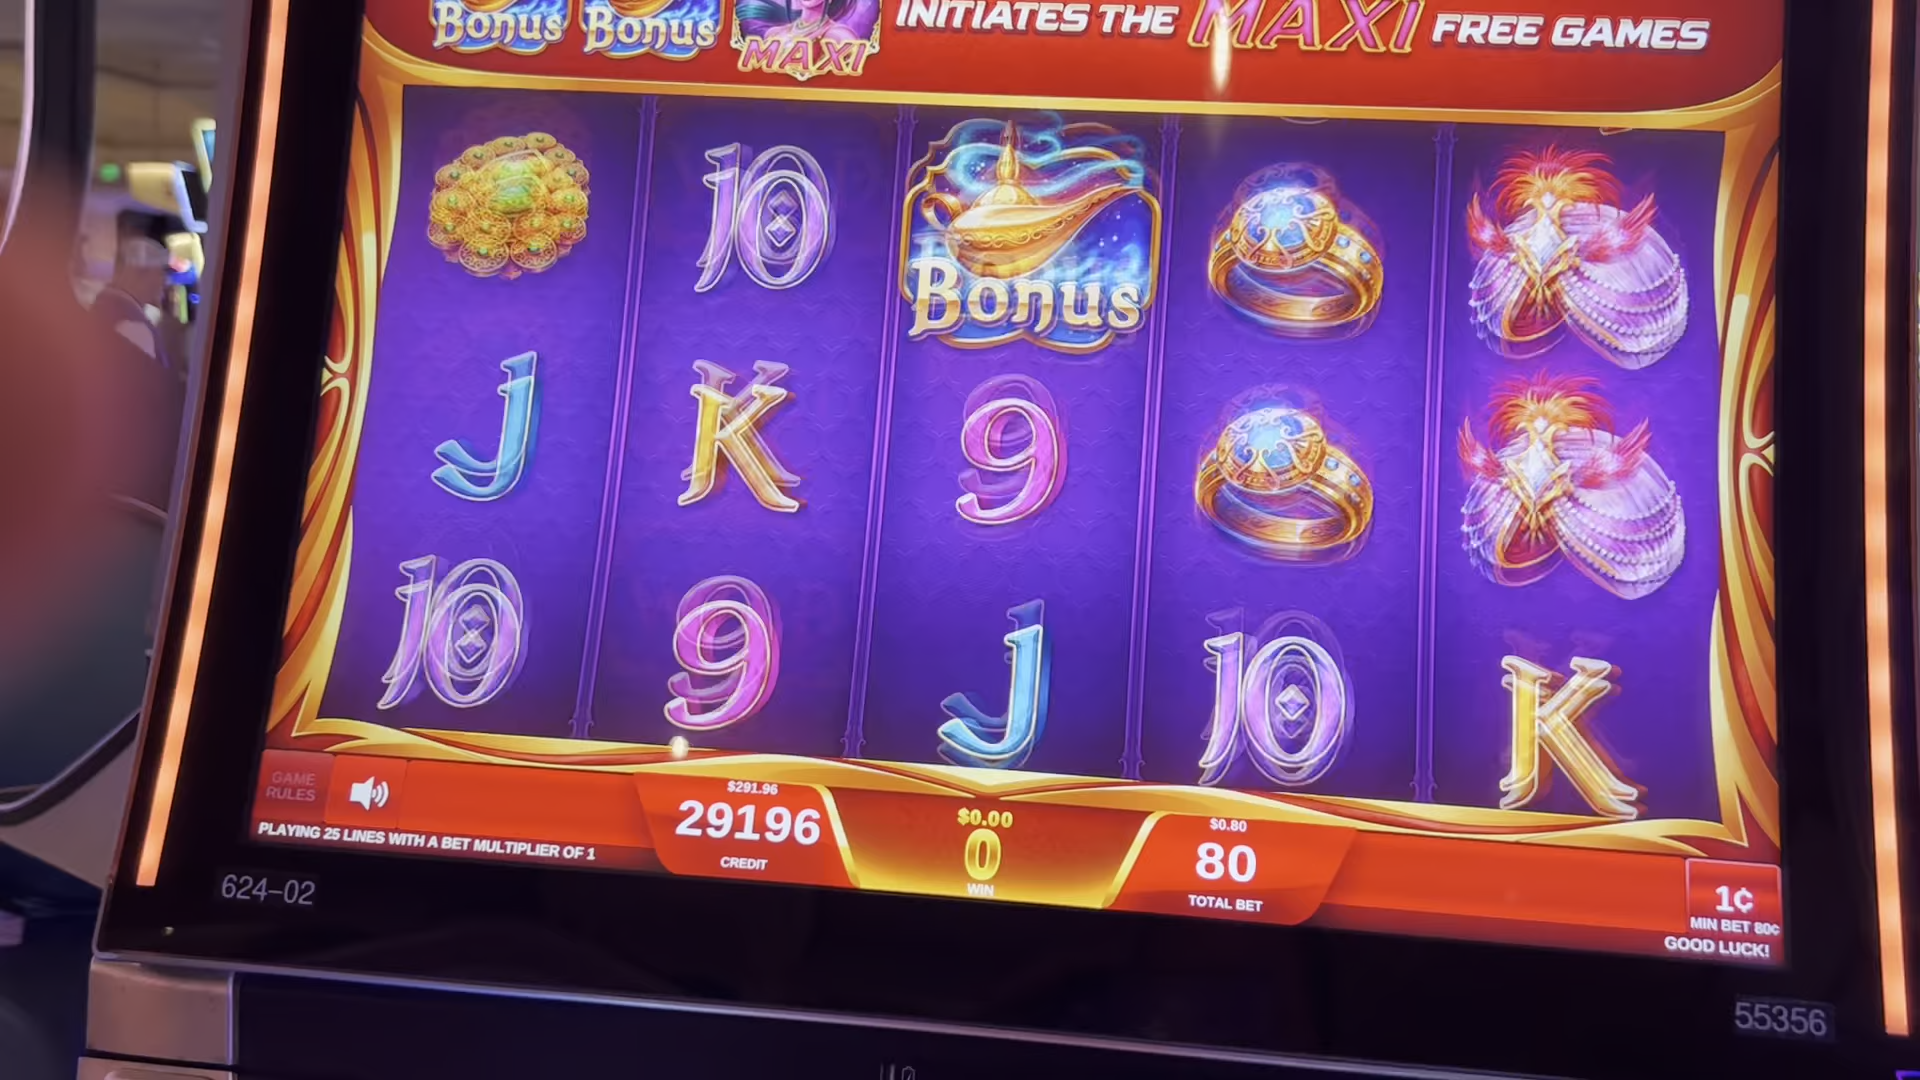 Bonus Bonus MAXI INITIATES THE MAXI FREE GAMES
10 Bonus
J K 9
10 9 J 10 K
GAME
RULES
$291.96
29196
CREDIT
$0.00
0
WIN
$0.80
80
TOTAL BET
1¢
MIN BET 80¢
GOOD LUCK!
PLAYING 25 LINES WITH A BET MULTIPLIER OF 1
624-02
55356